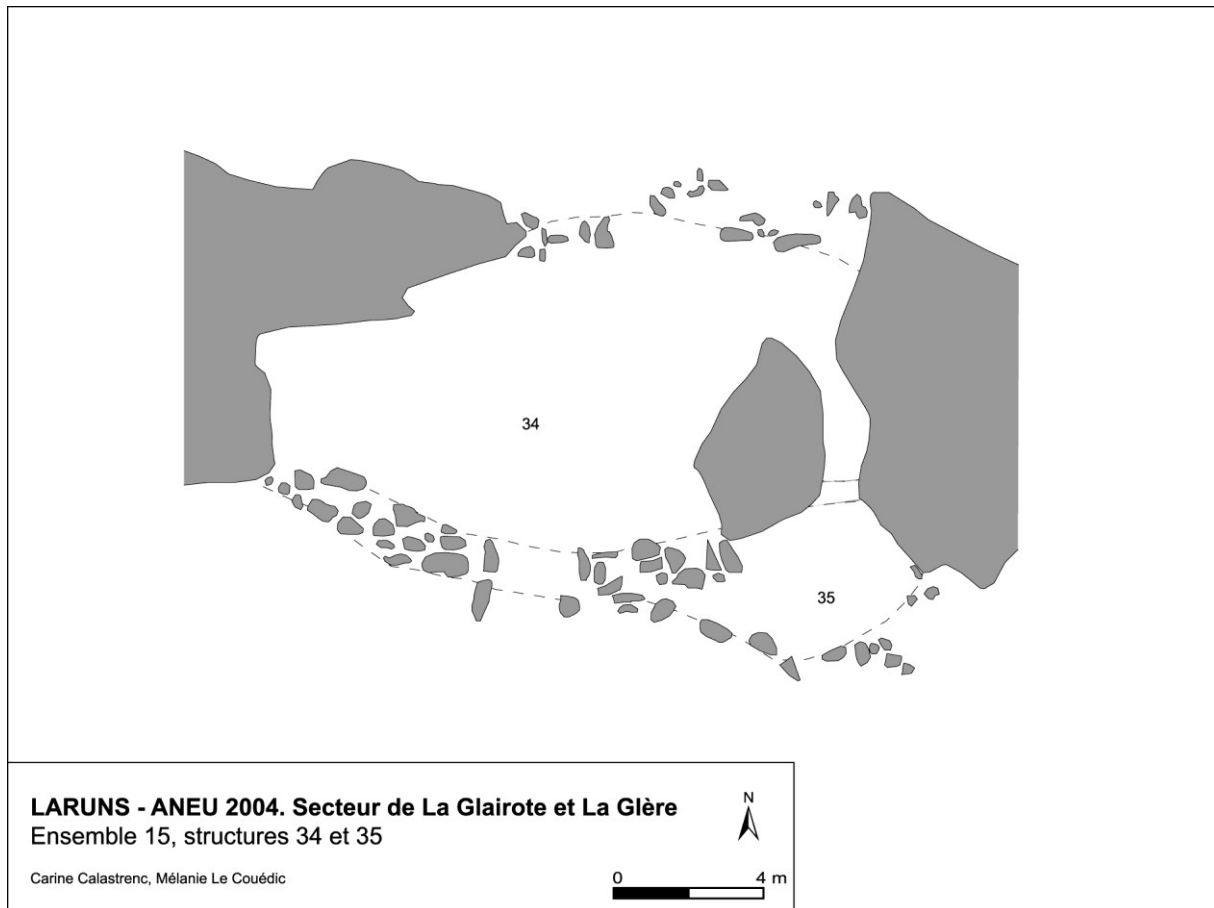 34
35
LARUNS - ANEU 2004. Secteur de La Glairote et La Glère
Ensemble 15, structures 34 et 35
N
Carine Calastrenc, Mélanie Le Couédic
0 4 m